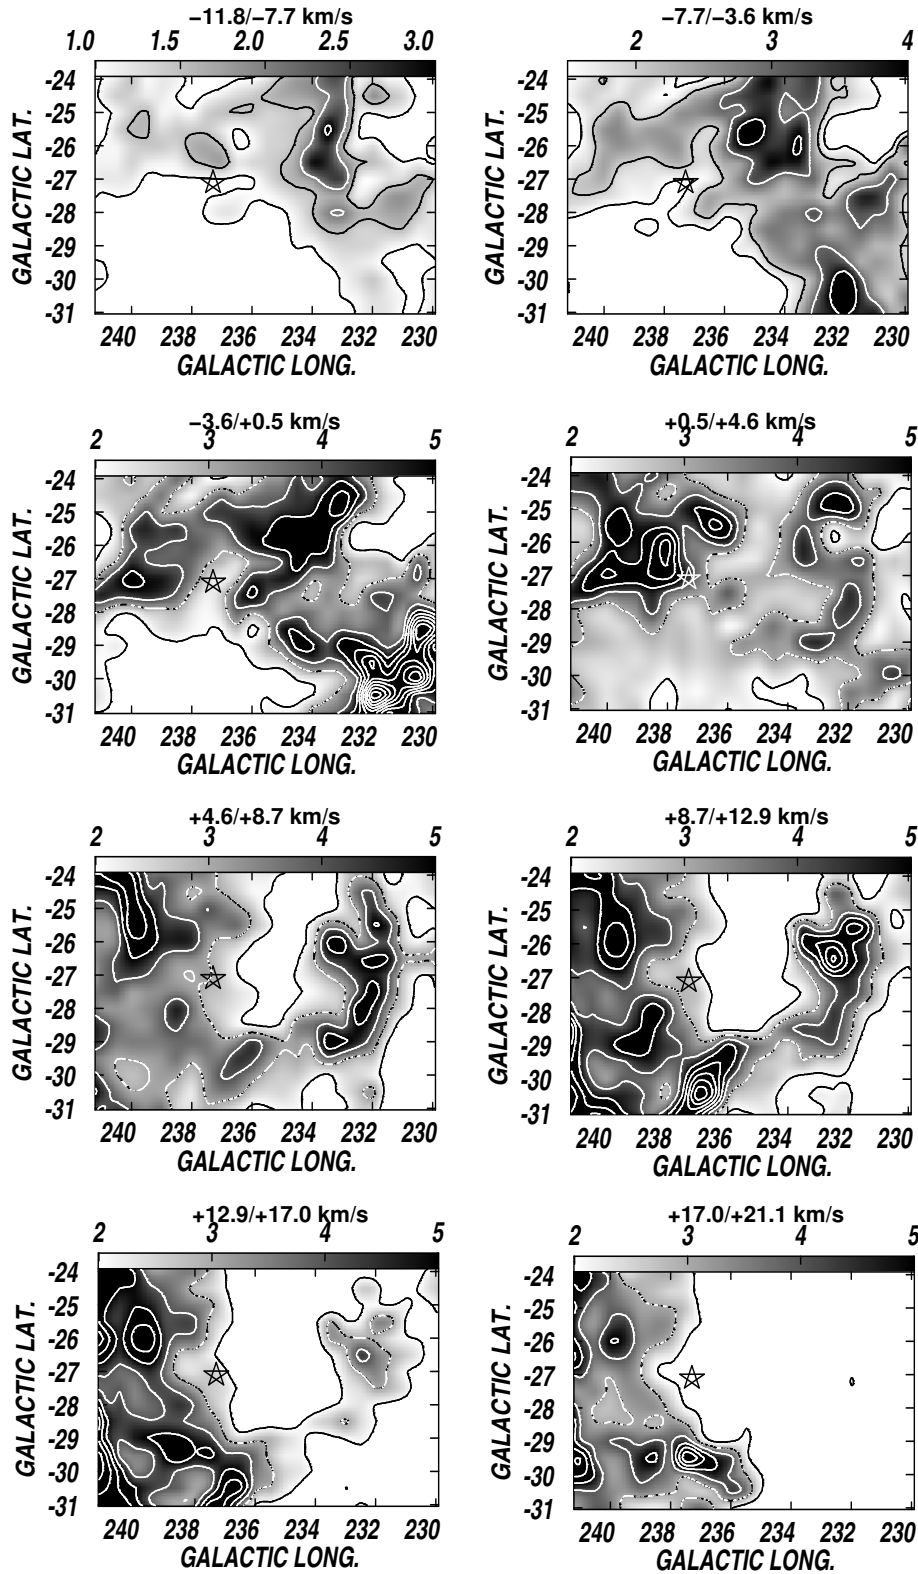 −11.8/−7.7 km/s
1.0 1.5 2.0 2.5 3.0
-24
-25
-26
-27
-28
-29
-30
-31
GALACTIC LAT.
240 238 236 234 232 230
GALACTIC LONG.
−7.7/−3.6 km/s
2 3 4
-24
-25
-26
-27
-28
-29
-30
-31
GALACTIC LAT.
240 238 236 234 232 230
GALACTIC LONG.
−3.6/+0.5 km/s
2 3 4 5
-24
-25
-26
-27
-28
-29
-30
-31
GALACTIC LAT.
240 238 236 234 232 230
GALACTIC LONG.
+0.5/+4.6 km/s
2 3 4 5
-24
-25
-26
-27
-28
-29
-30
-31
GALACTIC LAT.
240 238 236 234 232 230
GALACTIC LONG.
+4.6/+8.7 km/s
2 3 4 5
-24
-25
-26
-27
-28
-29
-30
-31
GALACTIC LAT.
240 238 236 234 232 230
GALACTIC LONG.
+8.7/+12.9 km/s
2 3 4 5
-24
-25
-26
-27
-28
-29
-30
-31
GALACTIC LAT.
240 238 236 234 232 230
GALACTIC LONG.
+12.9/+17.0 km/s
2 3 4 5
-24
-25
-26
-27
-28
-29
-30
-31
GALACTIC LAT.
240 238 236 234 232 230
GALACTIC LONG.
+17.0/+21.1 km/s
2 3 4 5
-24
-25
-26
-27
-28
-29
-30
-31
GALACTIC LAT.
240 238 236 234 232 230
GALACTIC LONG.